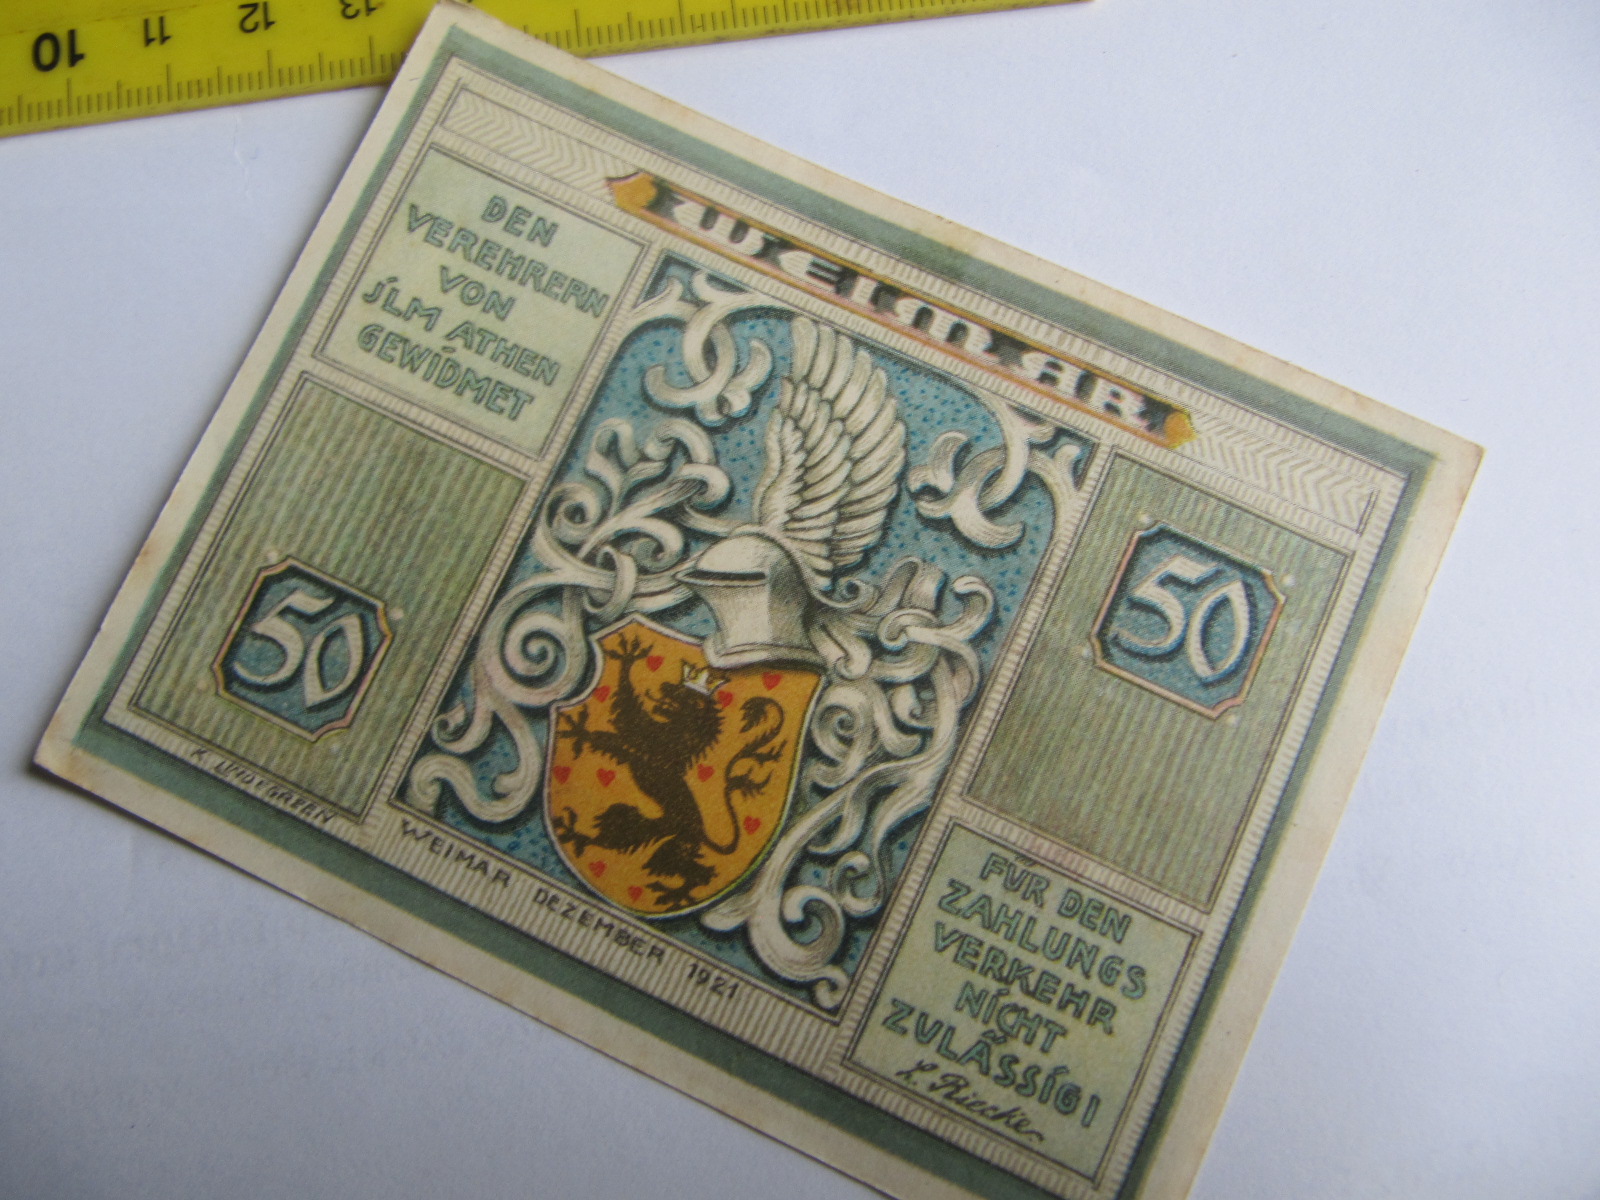 10 11 12 13
WEIMAR
DEN
VEREHRERN
VON
JLM ATHEN
GEWIDMET
50
50
FÜR DEN
ZAHLUNGS
VERKEHR
NICHT
ZULÄSSIG!
L. Riecke
WEIMAR DEZEMBER 1921